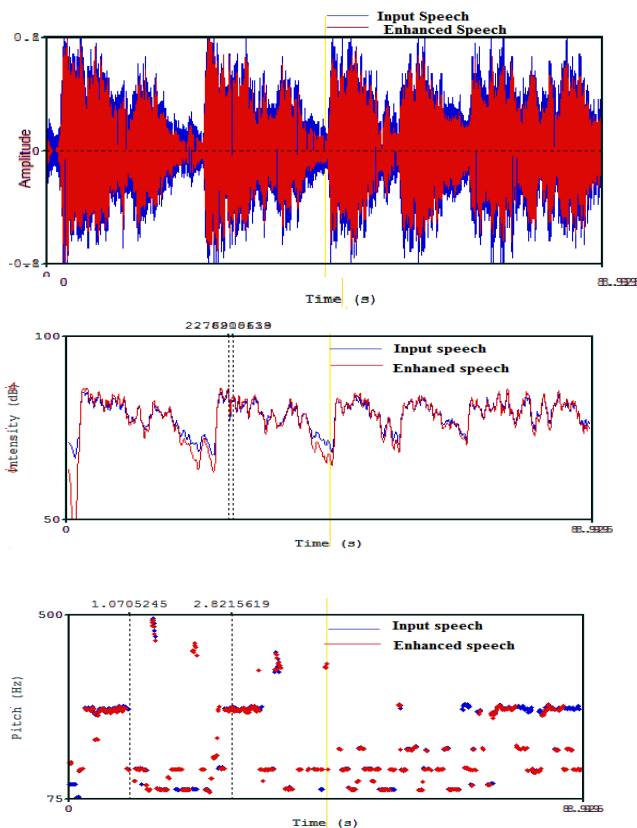 Input Speech
Enhanced Speech
Amplitude
0
0
0
Time (s)
100
Input speech
Enhaned speech
Intensity (dB)
50
0
Time (s)
500
1.0705245
2.8215619
Input speech
Enhanced speech
Pitch (Hz)
75
0
Time (s)